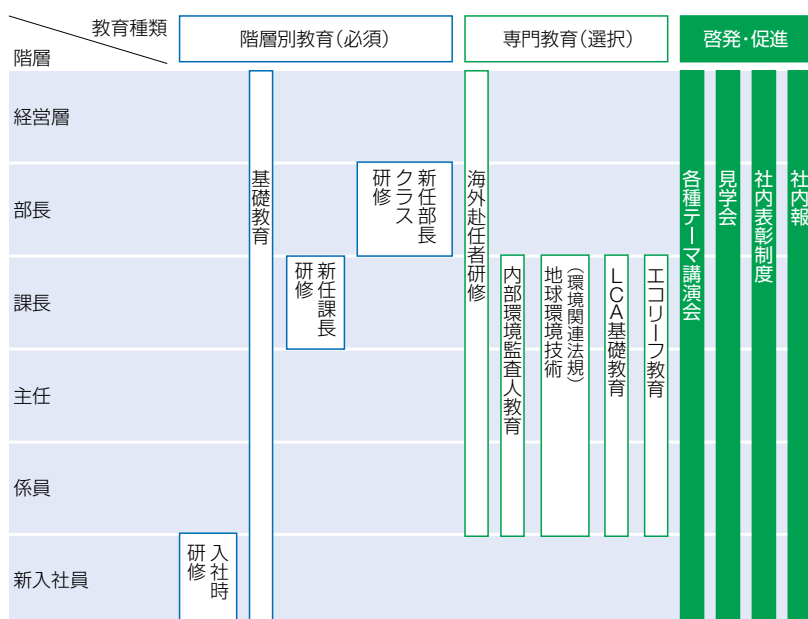 教育種類
階層
階層別教育(必須)
専門教育(選択)
啓発・促進
経営層
部長
課長
主任
係員
新入社員
入社時
研修
基礎教育
新任課長
研修
新任部長
クラス
研修
海外赴任者研修
内部環境監査人教育
(環境関連法規)
地球環境技術
LCA基礎教育
エコリーフ教育
各種テーマ講演会
見学会
社内表彰制度
社内報